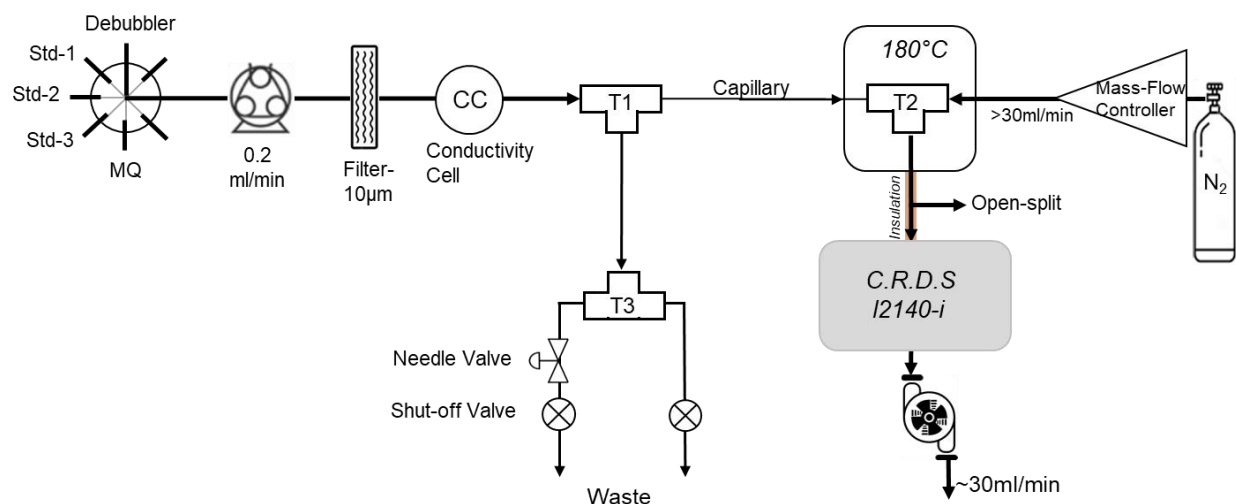 Debubbler
Std-1
Std-2
Std-3
MQ
0.2
ml/min
Filter-
10µm
CC
Conductivity
Cell
T1
Capillary
180°C
T2
>30ml/min
Mass-Flow
Controller
N2
Insulation
Open-split
C.R.D.S
l2140-i
T3
Needle Valve
Shut-off Valve
Waste
~30ml/min